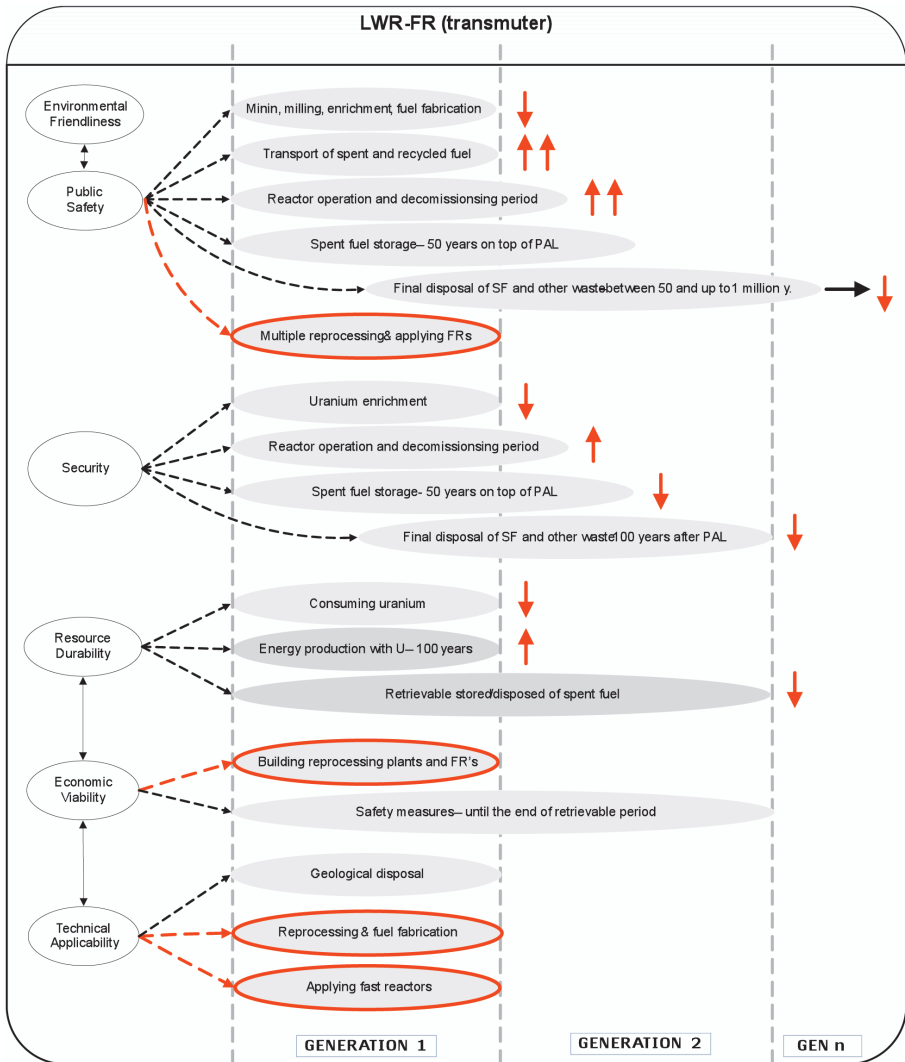 LWR-FR (transmuter)
Environmental
Friendliness
Minin, milling, enrichment, fuel fabrication
Transport of spent and recycled fuel
Public
Safety
Reactor operation and decomissionsing period
Spent fuel storage– 50 years on top of PAL
Final disposal of SF and other waste–between 50 and up to 1 million y.
Multiple reprocessing& applying FRs
Uranium enrichment
Reactor operation and decomissionsing period
Security
Spent fuel storage- 50 years on top of PAL
Final disposal of SF and other waste100 years after PAL
Consuming uranium
Resource
Durability
Energy production with U– 100 years
Retrievable stored/disposed of spent fuel
Building reprocessing plants and FR's
Economic
Viability
Safety measures– until the end of retrievable period
Geological disposal
Technical
Applicability
Reprocessing & fuel fabrication
Applying fast reactors
GENERATION 1
GENERATION 2
GEN n